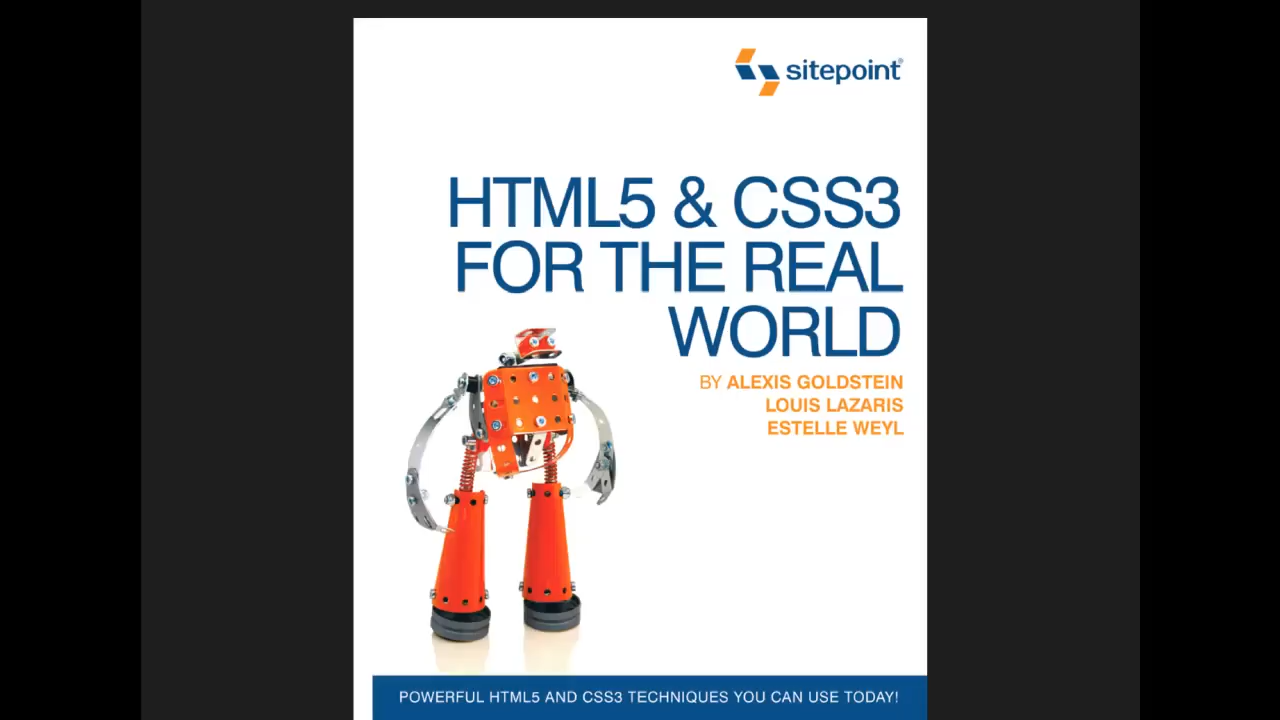 sitepoint®
HTML5 & CSS3
FOR THE REAL
WORLD
BY ALEXIS GOLDSTEIN
LOUIS LAZARIS
ESTELLE WEYL
POWERFUL HTML5 AND CSS3 TECHNIQUES YOU CAN USE TODAY!